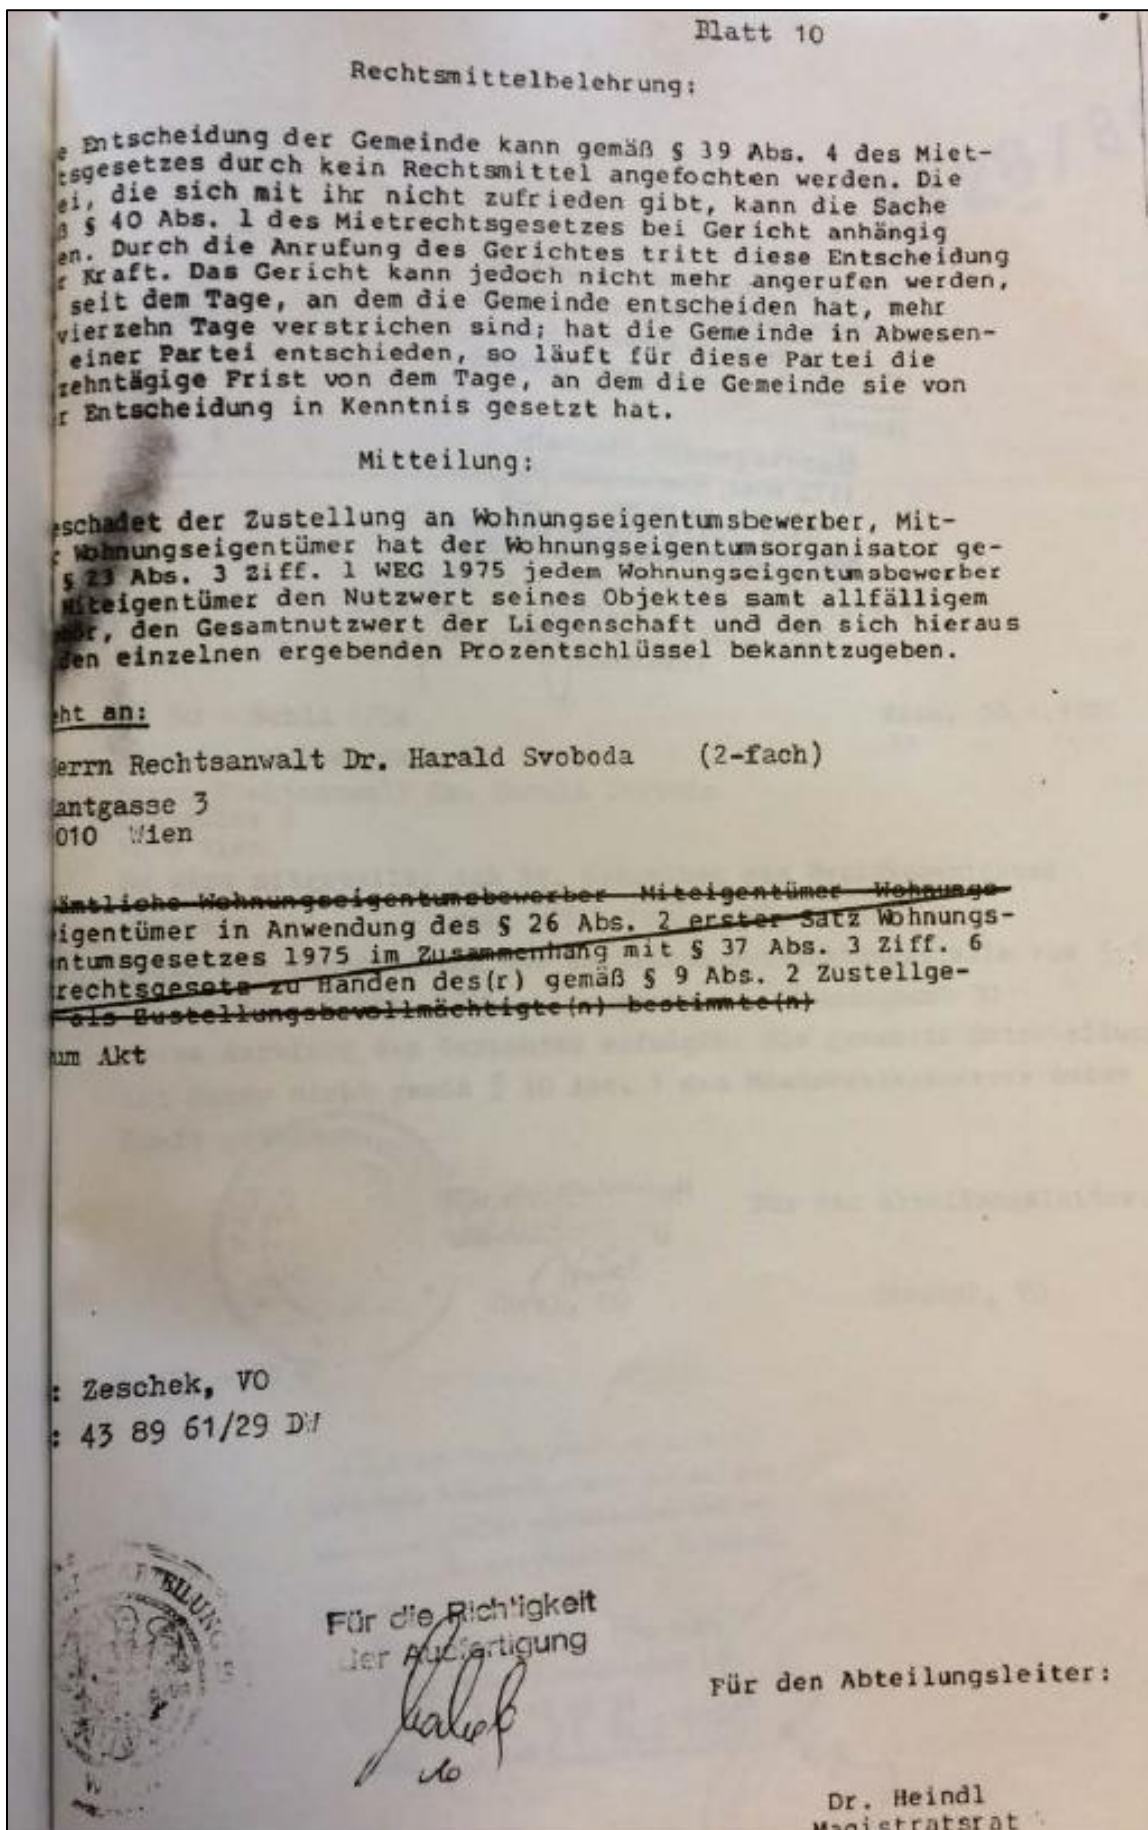 Blatt 10
Rechtsmittelbelehrung:
e Entscheidung der Gemeinde kann gemäß § 39 Abs. 4 des Miet-
tsgesetzes durch kein Rechtsmittel angefochten werden. Die
ei, die sich mit ihr nicht zufrieden gibt, kann die Sache
ß § 40 Abs. 1 des Mietrechtsgesetzes bei Gericht anhängig
en. Durch die Anrufung des Gerichtes tritt diese Entscheidung
r Kraft. Das Gericht kann jedoch nicht mehr angerufen werden,
seit dem Tage, an dem die Gemeinde entscheiden hat, mehr
vierzehn Tage verstrichen sind; hat die Gemeinde in Abwesen-
einer Partei entschieden, so läuft für diese Partei die
zehntägige Frist von dem Tage, an dem die Gemeinde sie von
r Entscheidung in Kenntnis gesetzt hat.
Mitteilung:
eschadet der Zustellung an Wohnungseigentumsbewerber, Mit-
r Wohnungseigentümer hat der Wohnungseigentumsorganisator ge-
§ 23 Abs. 3 Ziff. 1 WEG 1975 jedem Wohnungseigentumsbewerber
Miteigentümer den Nutzwert seines Objektes samt allfälligem
hör, den Gesamtnutzwert der Liegenschaft und den sich hieraus
den einzelnen ergebenden Prozentschlüssel bekanntzugeben.
eht an:
Herrn Rechtsanwalt Dr. Harald Svoboda (2-fach)
antgasse 3
010 Wien
ämtliche Wohnungseigentumsbewerber Miteigentümer Wohnungs
eigentümer in Anwendung des § 26 Abs. 2 erster Satz Wohnungs-
ntumsgesetzes 1975 im Zusammenhang mit § 37 Abs. 3 Ziff. 6
rechtsgesetz zu Handen des(r) gemäß § 9 Abs. 2 Zustellge-
als Zustellungsbevollmächtigte(n) bestimmte(n)
um Akt
: Zeschek, VO
: 43 89 61/29 DW
Für die Richtigkeit
der Ausfertigung
Für den Abteilungsleiter:
Dr. Heindl
Magistratsrat